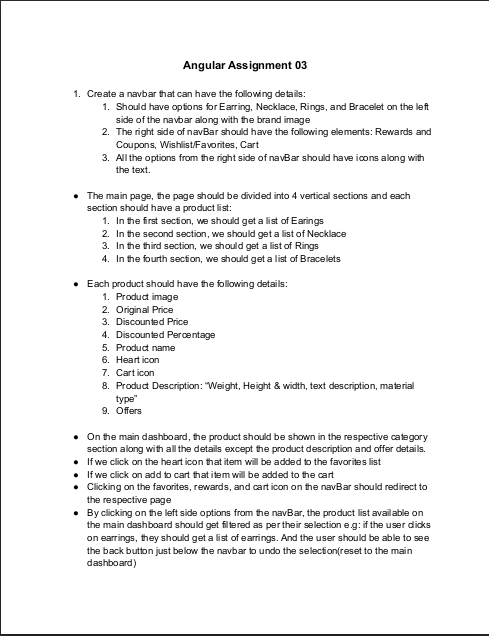 Angular Assignment 03
1. Create a navbar that can have the following details:
1. Should have options for Earring, Necklace, Rings, and Bracelet on the left
side of the navbar along with the brand image
2. The right side of navBar should have the following elements: Rewards and
Coupons, Wishlist/Favorites, Cart
3. All the options from the right side of navBar should have icons along with
the text.
● The main page, the page should be divided into 4 vertical sections and each
section should have a product list:
1. In the first section, we should get a list of Earings
2. In the second section, we should get a list of Necklace
3. In the third section, we should get a list of Rings
4. In the fourth section, we should get a list of Bracelets
● Each product should have the following details:
1. Product image
2. Original Price
3. Discounted Price
4. Discounted Percentage
5. Product name
6. Heart icon
7. Cart icon
8. Product Description: “Weight, Height & width, text description, material
type”
9. Offers
● On the main dashboard, the product should be shown in the respective category
section along with all the details except the product description and offer details.
● If we click on the heart icon that item will be added to the favorites list
● If we click on add to cart that item will be added to the cart
● Clicking on the favorites, rewards, and cart icon on the navBar should redirect to
the respective page
● By clicking on the left side options from the navBar, the product list available on
the main dashboard should get filtered as per their selection e.g: if the user clicks
on earrings, they should get a list of earrings. And the user should be able to see
the back button just below the navbar to undo the selection(reset to the main
dashboard)